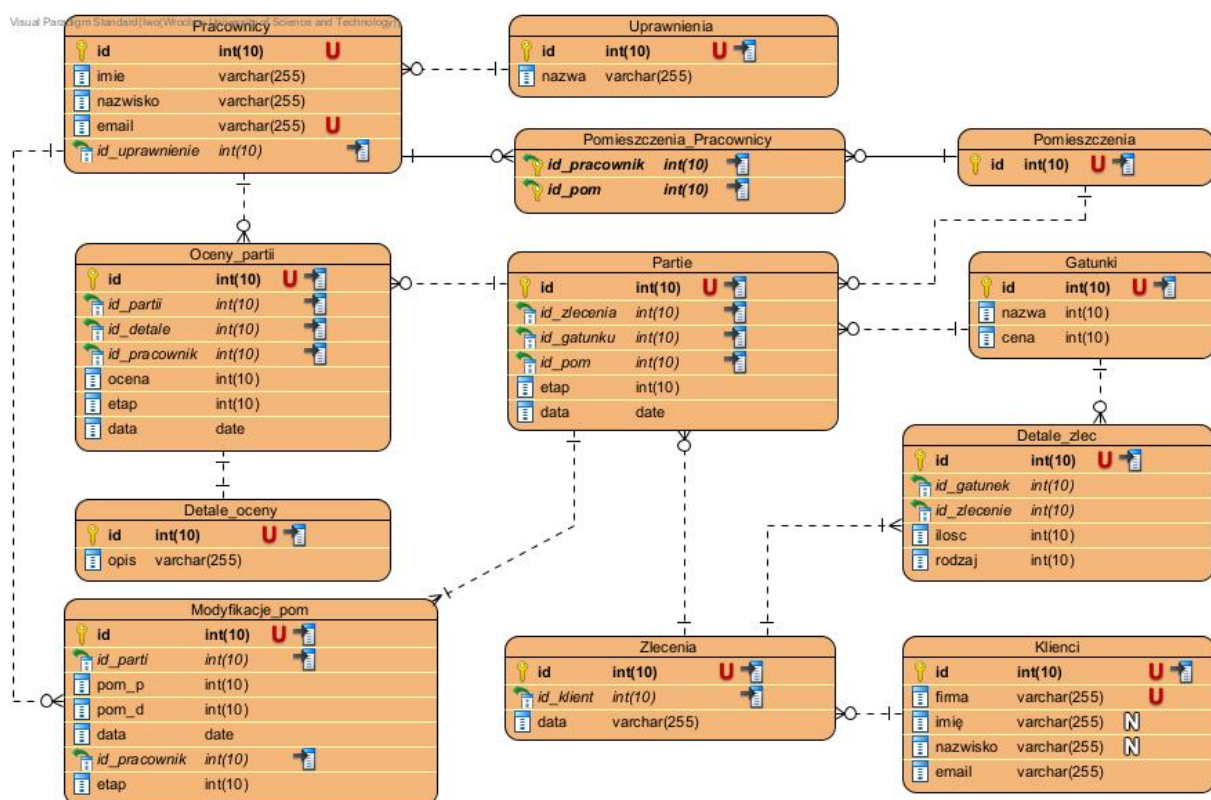 Visual Paradigm Standard(Iwo(Wroclaw University of Science and Technology))
Pracownicy
id int(10) U
imie varchar(255)
nazwisko varchar(255)
email varchar(255) U
id_uprawnienie int(10)
Uprawnienia
id int(10) U
nazwa varchar(255)
Pomieszczenia_Pracownicy
id_pracownik int(10)
id_pom int(10)
Pomieszczenia
id int(10) U
Oceny_partii
id int(10) U
id_partii int(10)
id_detale int(10)
id_pracownik int(10)
ocena int(10)
etap int(10)
data date
Partie
id int(10) U
id_zlecenia int(10)
id_gatunku int(10)
id_pom int(10)
etap int(10)
data date
Gatunki
id int(10) U
nazwa int(10)
cena int(10)
Detale_zlec
id int(10) U
id_gatunek int(10)
id_zlecenie int(10)
ilosc int(10)
rodzaj int(10)
Detale_oceny
id int(10) U
opis varchar(255)
Modyfikacje_pom
id int(10) U
id_parti int(10)
pom_p int(10)
pom_d int(10)
data date
id_pracownik int(10)
etap int(10)
Zlecenia
id int(10) U
id_klient int(10)
data varchar(255)
Klienci
id int(10) U
firma varchar(255) U
imię varchar(255) N
nazwisko varchar(255) N
email varchar(255)